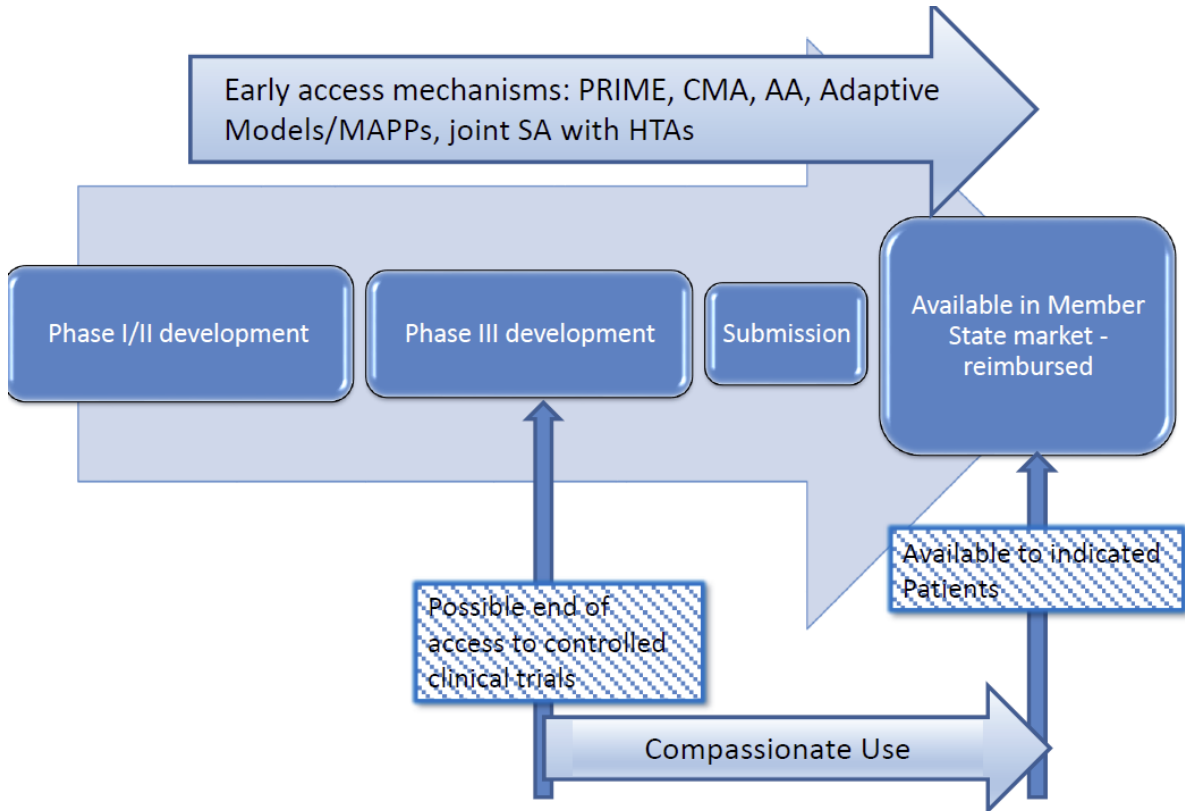 Early access mechanisms: PRIME, CMA, AA, Adaptive
Models/MAPPs, joint SA with HTAs
Phase I/II development
Phase III development
Submission
Available in Member
State market -
reimbursed
Possible end of
access to controlled
clinical trials
Available to indicated
Patients
Compassionate Use